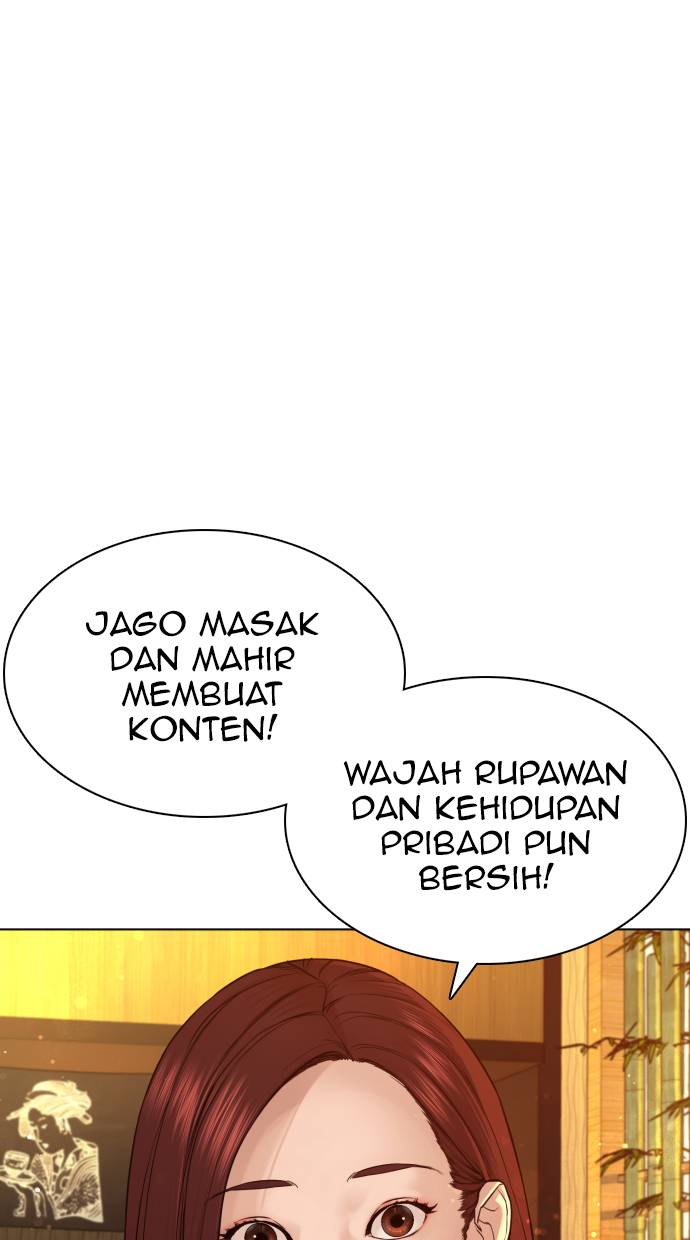 JAGO MASAK
DAN MAHIR
MEMBUAT
KONTEN!
WAJAH RUPAWAN
DAN KEHIDUPAN
PRIBADI PUN
BERSIH!